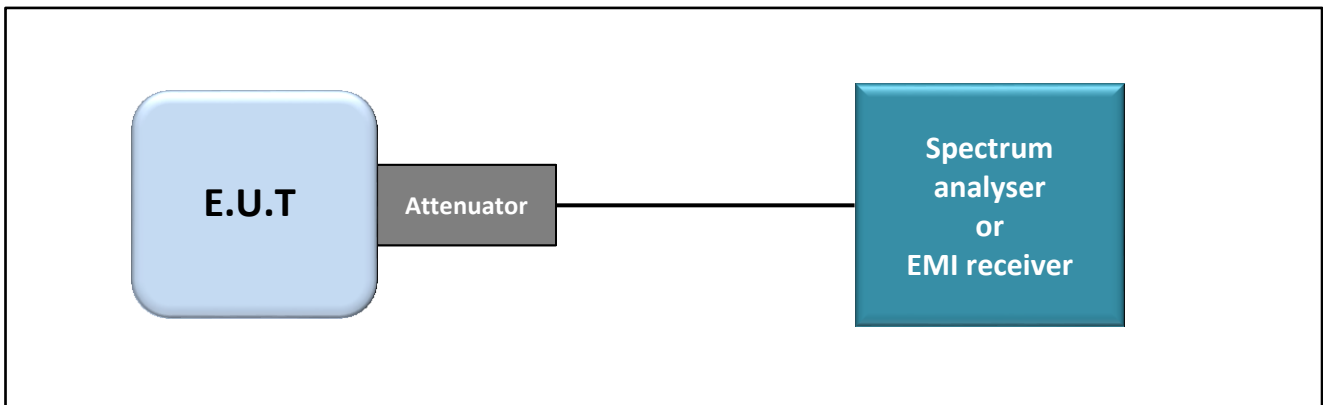 E.U.T
Attenuator
Spectrum
analyser
or
EMI receiver